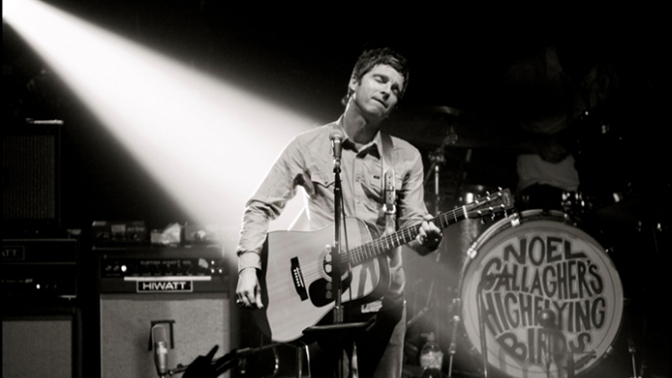 HIWATT
NOEL
GALLAGHER'S
HIGH FLYING
BIRDS